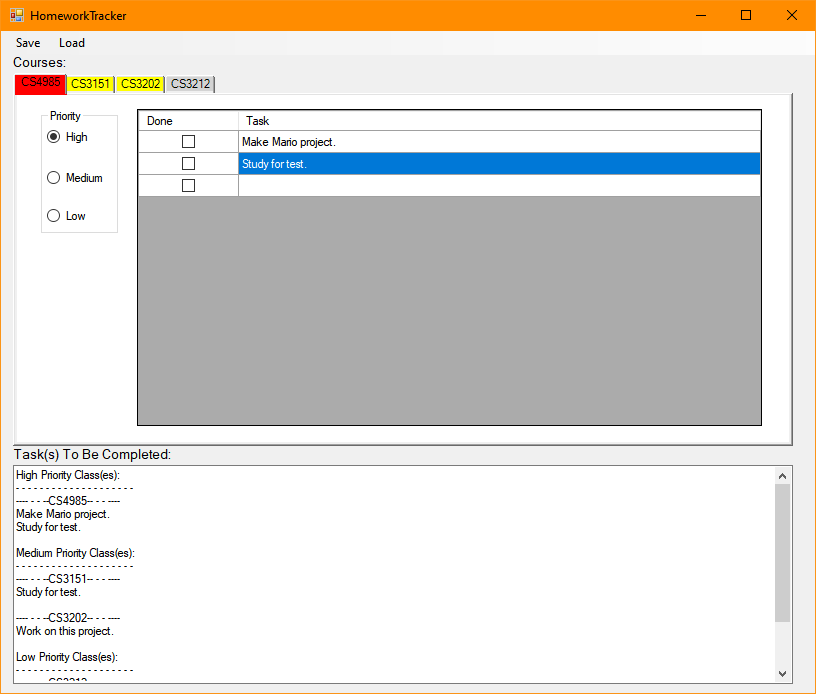 HomeworkTracker
Save Load
Courses:
CS4985 CS3151 CS3202 CS3212
Priority
High
Medium
Low
Done Task
Make Mario project.
Study for test.
Task(s) To Be Completed:
High Priority Class(es):
- - - - - - - - - - - - - - - - - - - -
---- - - --CS4985-- - - ----
Make Mario project.
Study for test.
Medium Priority Class(es):
- - - - - - - - - - - - - - - - - - - -
---- - - --CS3151-- - - ----
Study for test.
---- - - --CS3202-- - - ----
Work on this project.
Low Priority Class(es):
- - - - - - - - - - - - - - - - - - - -
---- - - --CS3212-- - - ----